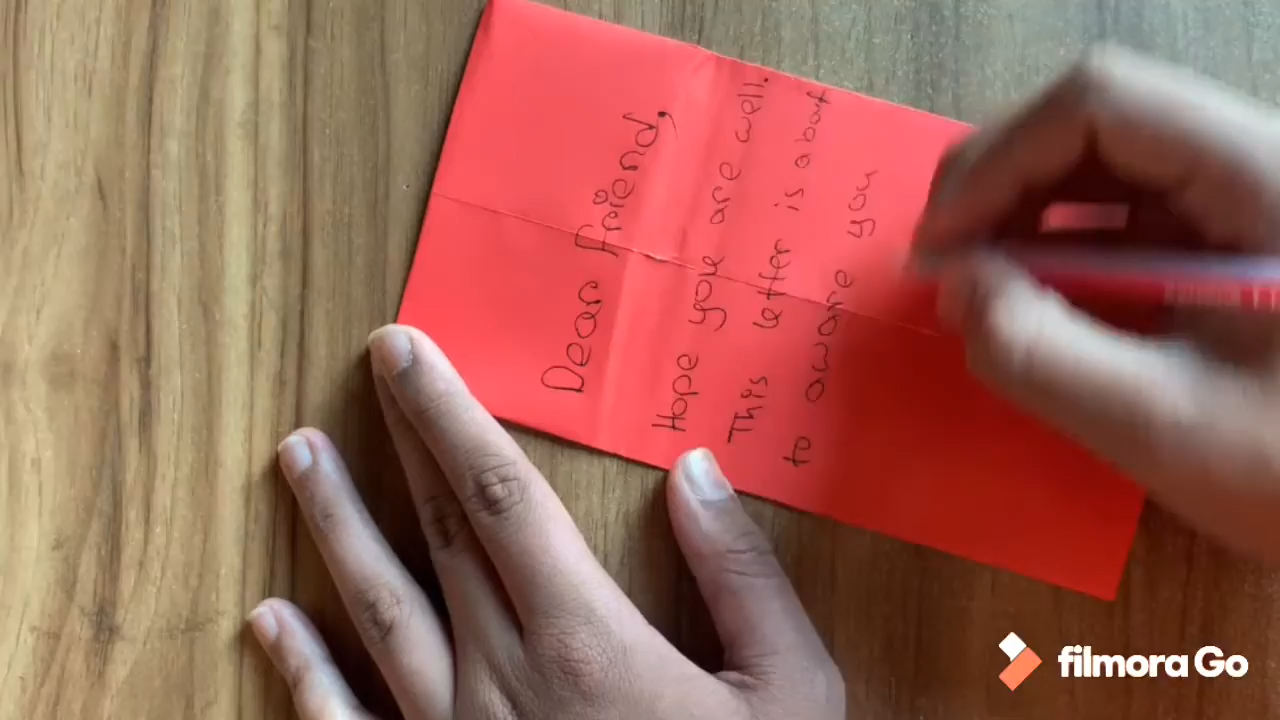 Dear friend,
Hope you are well.
This letter is about
to aware you
filmora Go